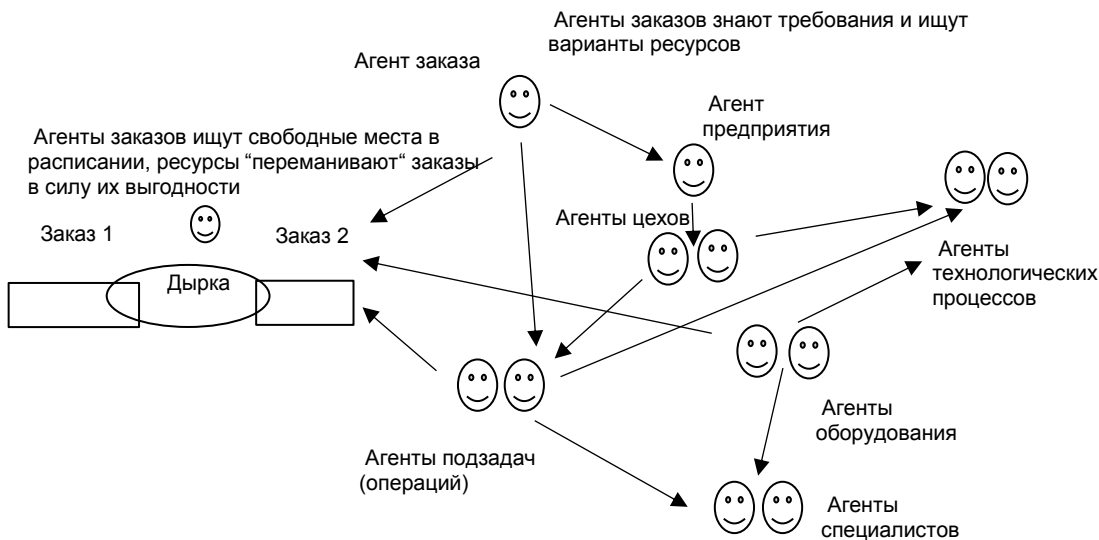 Агенты заказов знают требования и ищут
варианты ресурсов
Агент заказа
Агент
предприятия
Агенты заказов ищут свободные места в
расписании, ресурсы “переманивают“ заказы
в силу их выгодности
Заказ 1
Заказ 2
Дырка
Агенты цехов
Агенты
технологических
процессов
Агенты
оборудования
Агенты подзадач
(операций)
Агенты
специалистов